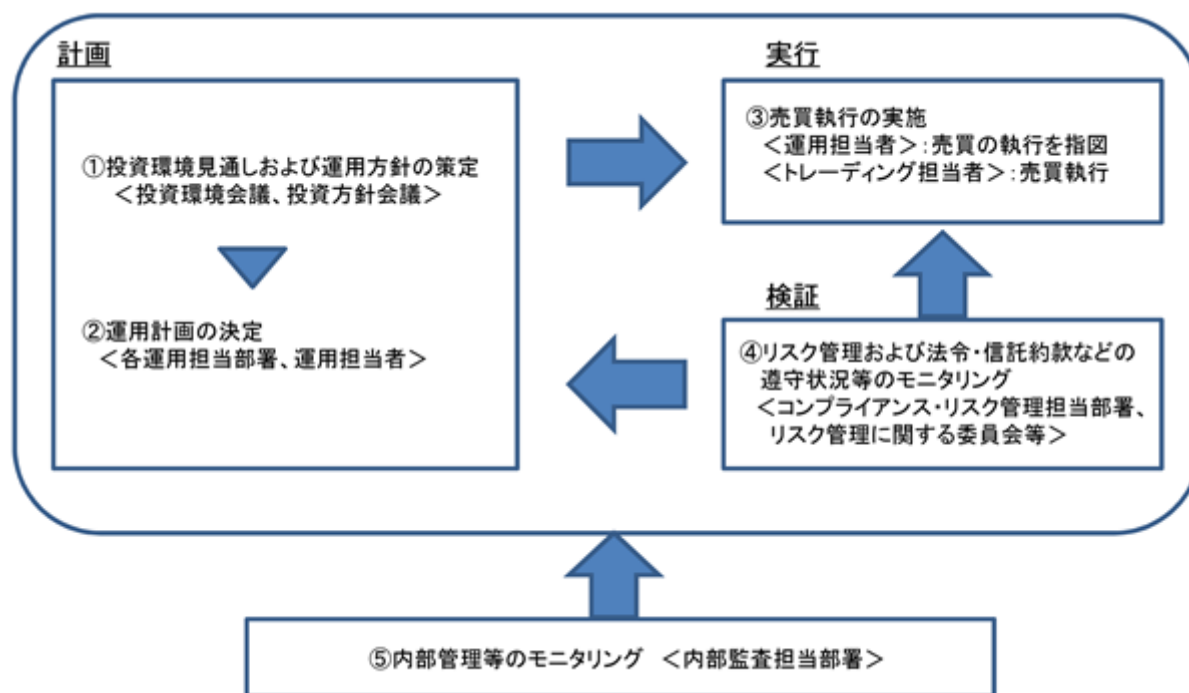 計画
①投資環境見通しおよび運用方針の策定
＜投資環境会議、投資方針会議＞
②運用計画の決定
＜各運用担当部署、運用担当者＞
実行
③売買執行の実施
＜運用担当者＞：売買の執行を指図
＜トレーディング担当者＞：売買執行
検証
④リスク管理および法令・信託約款などの
遵守状況等のモニタリング
＜コンプライアンス・リスク管理担当部署、
リスク管理に関する委員会等＞
⑤内部管理等のモニタリング　＜内部監査担当部署＞